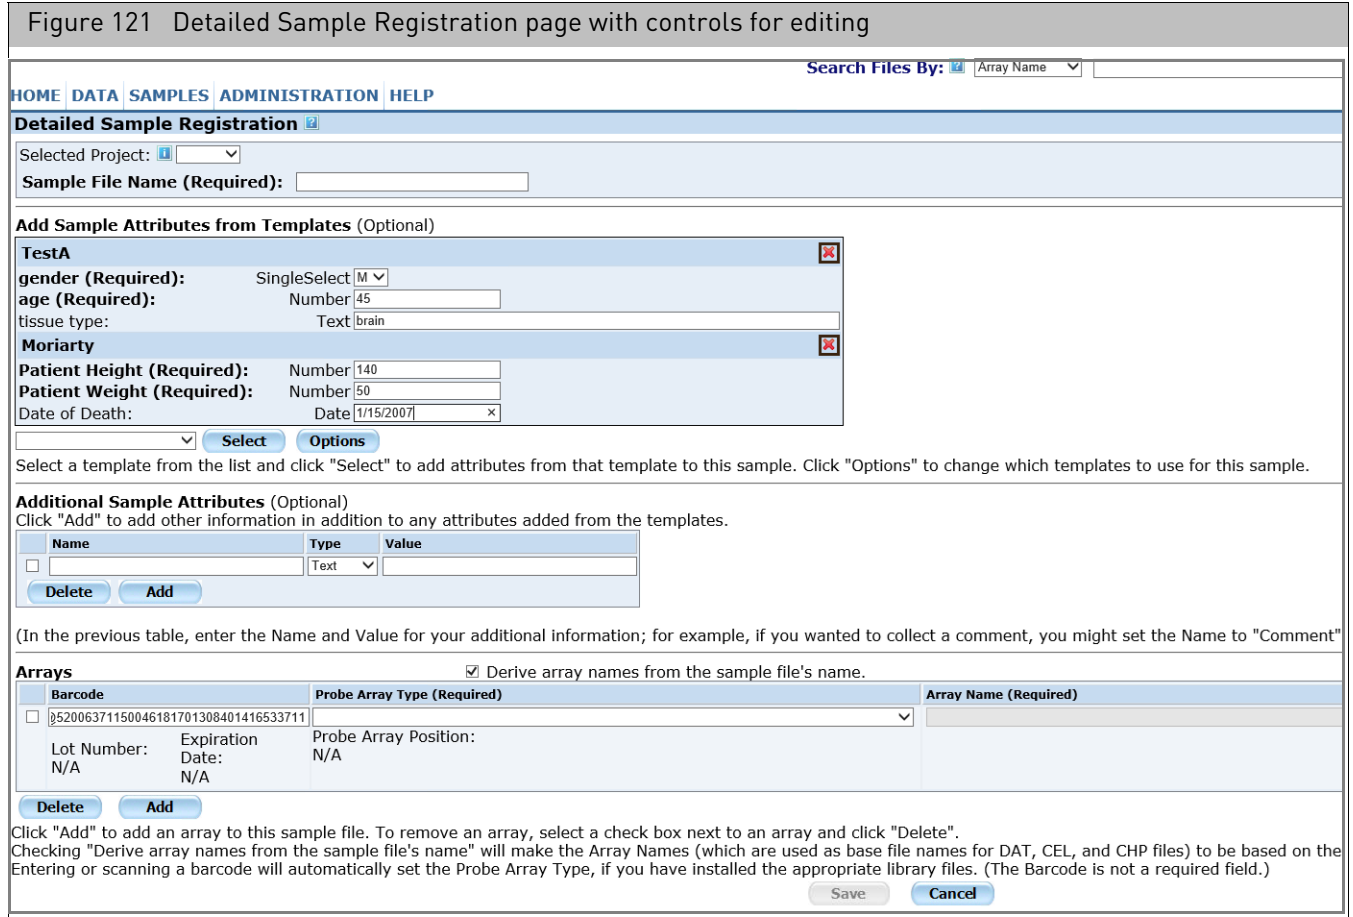 Figure 121 Detailed Sample Registration page with controls for editing
Search Files By: ? Array Name
HOME DATA SAMPLES ADMINISTRATION HELP
Detailed Sample Registration ?
Selected Project: i
Sample File Name (Required):
Add Sample Attributes from Templates (Optional)
TestA
gender (Required): SingleSelect M
age (Required): Number 45
tissue type: Text brain
Moriarty
Patient Height (Required): Number 140
Patient Weight (Required): Number 50
Date of Death: Date 1/15/2007 ×
Select Options
Select a template from the list and click "Select" to add attributes from that template to this sample. Click "Options" to change which templates to use for this sample.
Additional Sample Attributes (Optional)
Click "Add" to add other information in addition to any attributes added from the templates.
Name Type Value
Text
Delete Add
(In the previous table, enter the Name and Value for your additional information; for example, if you wanted to collect a comment, you might set the Name to "Comment"
Arrays Derive array names from the sample file's name.
Barcode Probe Array Type (Required) Array Name (Required)
52006371150046181701308401416533711
Lot Number: N/A Expiration Date: N/A Probe Array Position: N/A
Delete Add
Click "Add" to add an array to this sample file. To remove an array, select a check box next to an array and click "Delete".
Checking "Derive array names from the sample file's name" will make the Array Names (which are used as base file names for DAT, CEL, and CHP files) to be based on the
Entering or scanning a barcode will automatically set the Probe Array Type, if you have installed the appropriate library files. (The Barcode is not a required field.)
Save Cancel